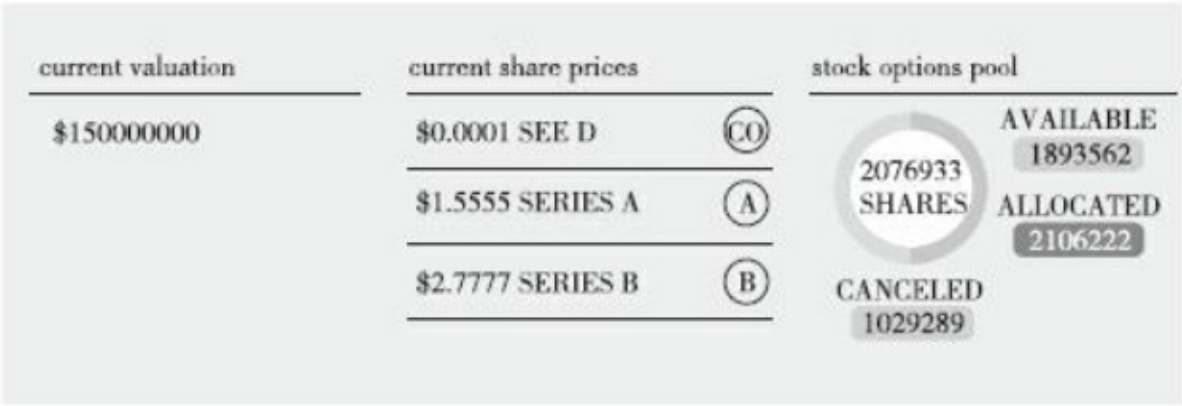 current valuation
$150000000
current share prices
$0.0001 SEE D
CO
$1.5555 SERIES A
A
$2.7777 SERIES B
B
stock options pool
2076933
SHARES
AVAILABLE
1893562
ALLOCATED
2106222
CANCELED
1029289